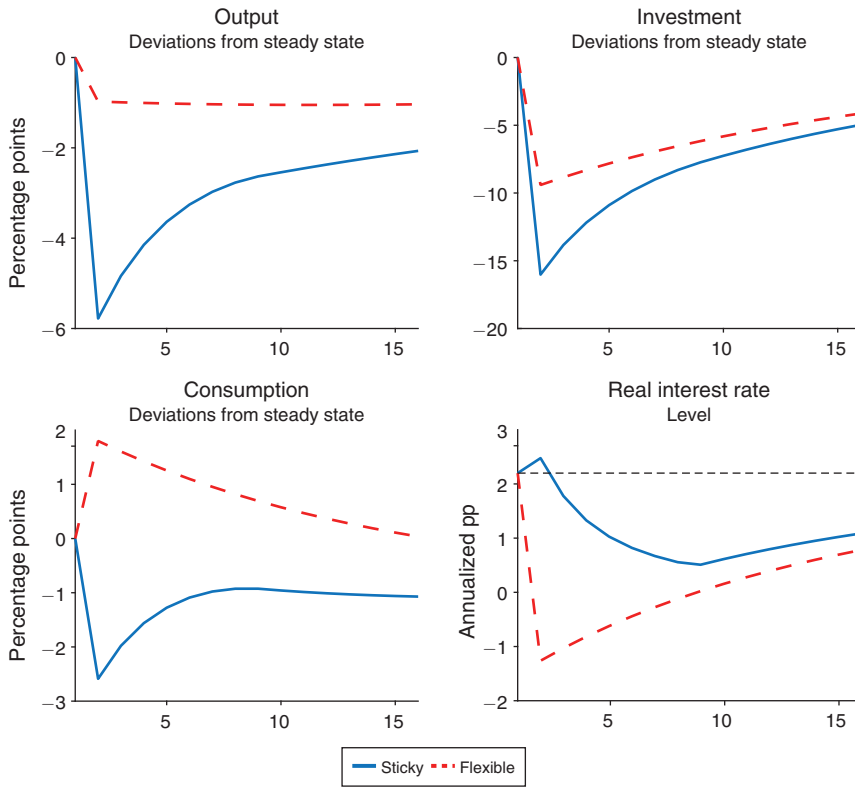 Output
Deviations from steady state
Percentage points
0
−2
−4
−6
5
10
15
Investment
Deviations from steady state
0
−5
−10
−15
−20
5
10
15
Consumption
Deviations from steady state
Percentage points
2
1
0
−1
−2
−3
5
10
15
Real interest rate
Level
Annualized pp
3
2
1
0
−1
−2
5
10
15
Sticky
Flexible